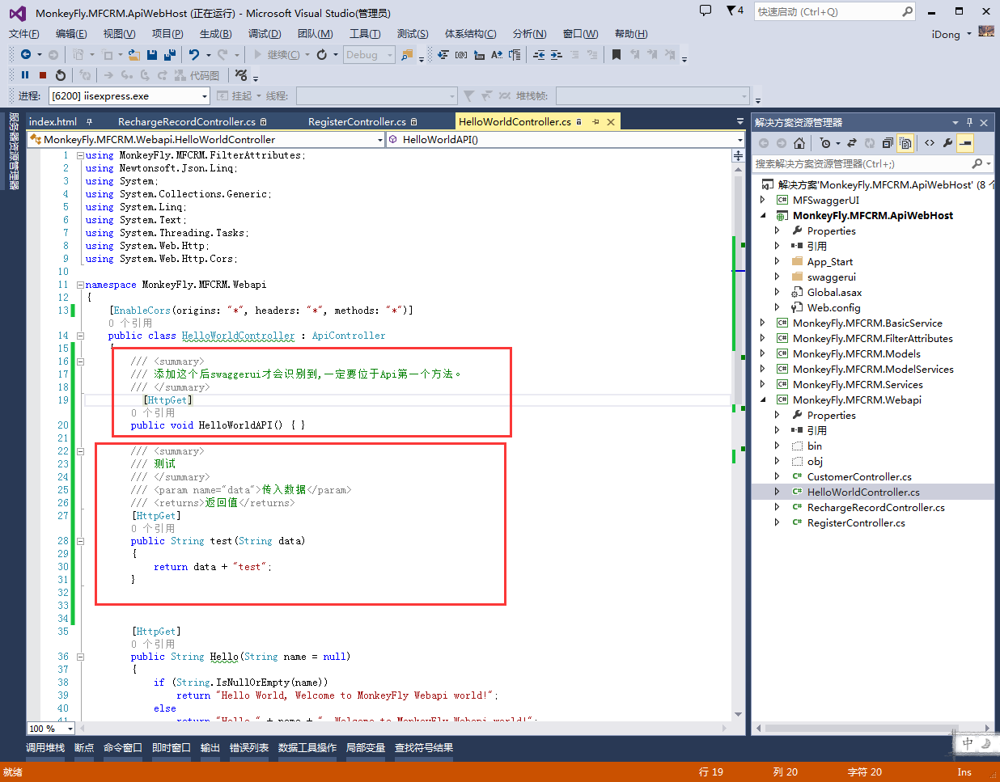 MonkeyFly.MFCRM.ApiWebHost (正在运行) - Microsoft Visual Studio(管理员)
4
快速启动 (Ctrl+Q)
文件(F) 编辑(E) 视图(V) 项目(P) 生成(B) 调试(D) 团队(M) 工具(T) 测试(S) 体系结构(C) 分析(N) 窗口(W) 帮助(H)
iDong
继续(C) Debug
代码图
进程: [6200] iisexpress.exe 挂起 线程: 堆栈帧:
服务器资源管理器
index.html RechargeRecordController.cs RegisterController.cs HelloWorldController.cs
MonkeyFly.MFCRM.Webapi.HelloWorldController HelloWorldAPI()
1 using MonkeyFly.MFCRM.FilterAttributes;
2 using Newtonsoft.Json.Linq;
3 using System;
4 using System.Collections.Generic;
5 using System.Linq;
6 using System.Text;
7 using System.Threading.Tasks;
8 using System.Web.Http;
9 using System.Web.Http.Cors;
10
11 namespace MonkeyFly.MFCRM.Webapi
12 {
13 [EnableCors(origins: "*", headers: "*", methods: "*")]
0 个引用
14 public class HelloWorldController : ApiController
15 {
16 /// <summary>
17 /// 添加这个后swaggerui才会识别到,一定要位于Api第一个方法。
18 /// </summary>
19 [HttpGet]
0 个引用
20 public void HelloWorldAPI() { }
21
22 /// <summary>
23 /// 测试
24 /// </summary>
25 /// <param name="data">传入数据</param>
26 /// <returns>返回值</returns>
27 [HttpGet]
0 个引用
28 public String test(String data)
29 {
30 return data + "test";
31 }
32
33
34
35 [HttpGet]
0 个引用
36 public String Hello(String name = null)
37 {
38 if (String.IsNullOrEmpty(name))
39 return "Hello World, Welcome to MonkeyFly Webapi world!";
40 else
41 return "Hello " + name + ", Welcome to MonkeyFly Webapi world!";
100 %
解决方案资源管理器
搜索解决方案资源管理器(Ctrl+;)
解决方案'MonkeyFly.MFCRM.ApiWebHost' (8 个
MFSwaggerUI
MonkeyFly.MFCRM.ApiWebHost
Properties
引用
App_Start
swaggerui
Global.asax
Web.config
MonkeyFly.MFCRM.BasicService
MonkeyFly.MFCRM.FilterAttributes
MonkeyFly.MFCRM.Models
MonkeyFly.MFCRM.ModelServices
MonkeyFly.MFCRM.Services
MonkeyFly.MFCRM.Webapi
Properties
引用
bin
obj
CustomerController.cs
HelloWorldController.cs
RechargeRecordController.cs
RegisterController.cs
中
调用堆栈 断点 命令窗口 即时窗口 输出 错误列表 数据工具操作 局部变量 查找符号结果
就绪 行 19 列 20 字符 20 Ins